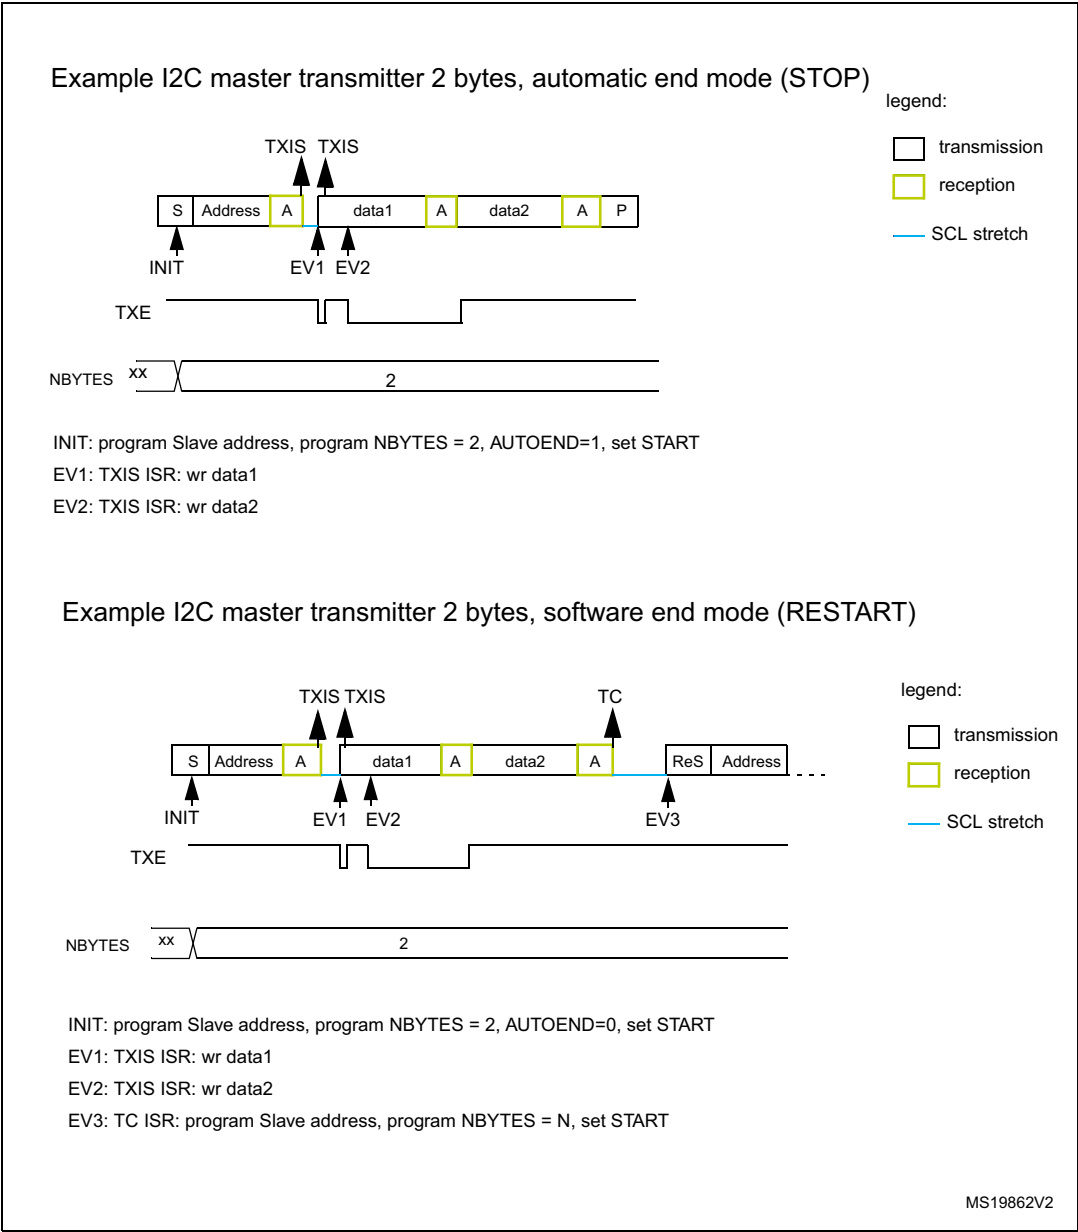 Example I2C master transmitter 2 bytes, automatic end mode (STOP)
legend:
transmission
reception
SCL stretch
TXIS TXIS
S Address A data1 A data2 A P
INIT EV1 EV2
TXE
NBYTES xx 2
INIT: program Slave address, program NBYTES = 2, AUTOEND=1, set START
EV1: TXIS ISR: wr data1
EV2: TXIS ISR: wr data2
Example I2C master transmitter 2 bytes, software end mode (RESTART)
legend:
transmission
reception
SCL stretch
TXIS TXIS TC
S Address A data1 A data2 A ReS Address
INIT EV1 EV2 EV3
TXE
NBYTES xx 2
INIT: program Slave address, program NBYTES = 2, AUTOEND=0, set START
EV1: TXIS ISR: wr data1
EV2: TXIS ISR: wr data2
EV3: TC ISR: program Slave address, program NBYTES = N, set START
MS19862V2